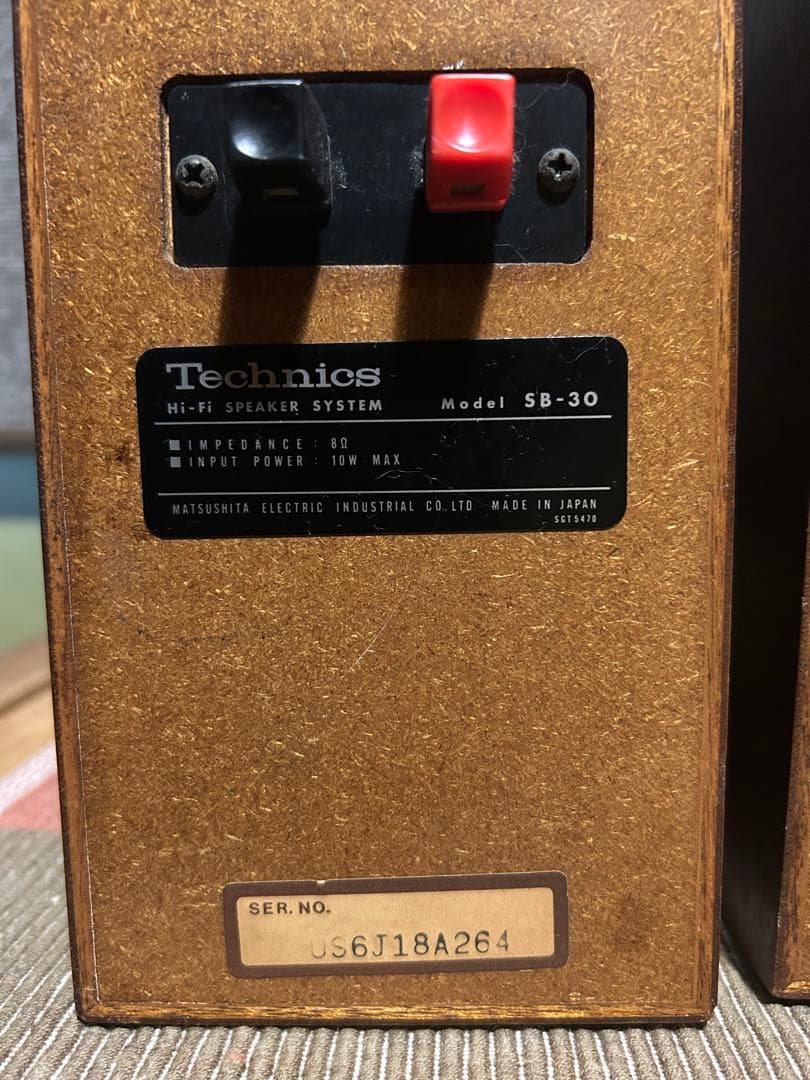 Technics
Hi-Fi SPEAKER SYSTEM Model SB-30
IMPEDANCE : 8Ω
INPUT POWER : 10W MAX
MATSUSHITA ELECTRIC INDUSTRIAL CO.,LTD MADE IN JAPAN
SGT5470
SER. NO.
US6J18A264